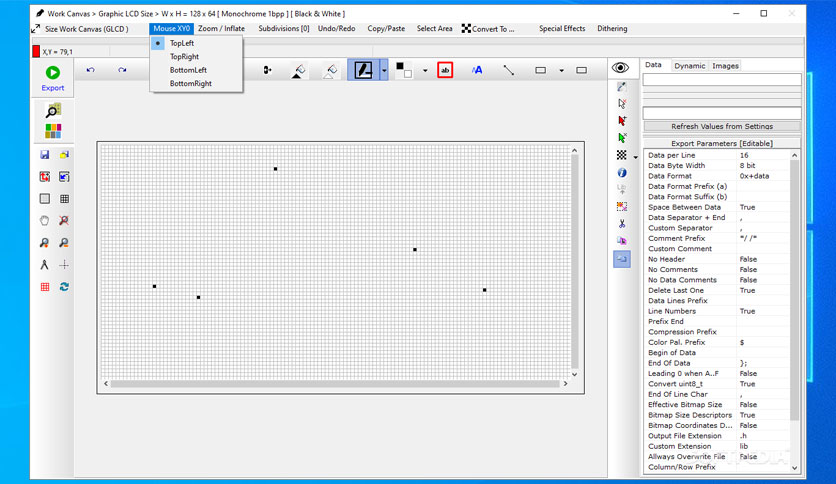 Work Canvas > Graphic LCD Size > W x H = 128 x 64 [ Monochrome 1bpp ] [ Black & White ]
Size Work Canvas (GLCD ) Mouse XY0 Zoom / Inflate Subdivisions [0] Undo/Redo Copy/Paste Select Area Convert To ... Special Effects Dithering
X,Y = 79,1
TopLeft
TopRight
BottomLeft
BottomRight
Export
ab
AA
Data Dynamic Images
Refresh Values from Settings
Export Parameters [Editable]
Data per Line 16
Data Byte Width 8 bit
Data Format 0x+data
Data Format Prefix (a)
Data Format Suffix (b)
Space Between Data True
Data Separator + End ,
Custom Separator ,
Comment Prefix */ /*
Custom Comment
No Header False
No Comments False
No Data Comments False
Delete Last One True
Data Lines Prefix
Line Numbers True
Prefix End
Compression Prefix
Color Pal. Prefix $
Begin of Data
End Of Data };
Leading 0 when A..F False
Convert uint8_t True
End Of Line Char ,
Effective Bitmap Size False
Bitmap Size Descriptors True
Bitmap Coordinates D... False
Output File Extension .h
Custom Extension lib
Allways Overwrite File False
Column/Row Prefix